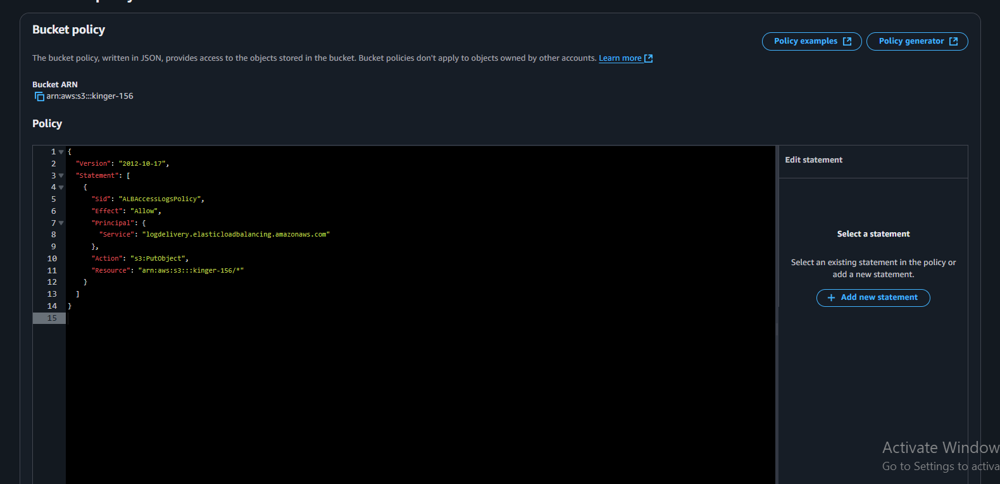 Bucket policy
Policy examples
Policy generator
The bucket policy, written in JSON, provides access to the objects stored in the bucket. Bucket policies don't apply to objects owned by other accounts. Learn more
Bucket ARN
arn:aws:s3:::kinger-156
Policy
1 {
2 "Version": "2012-10-17",
3 "Statement": [
4 {
5 "Sid": "ALBAccessLogsPolicy",
6 "Effect": "Allow",
7 "Principal": {
8 "Service": "logdelivery.elasticloadbalancing.amazonaws.com"
9 },
10 "Action": "s3:PutObject",
11 "Resource": "arn:aws:s3:::kinger-156/*"
12 }
13 ]
14 }
15
Edit statement
Select a statement
Select an existing statement in the policy or
add a new statement.
+ Add new statement
Activate Window
Go to Settings to activa